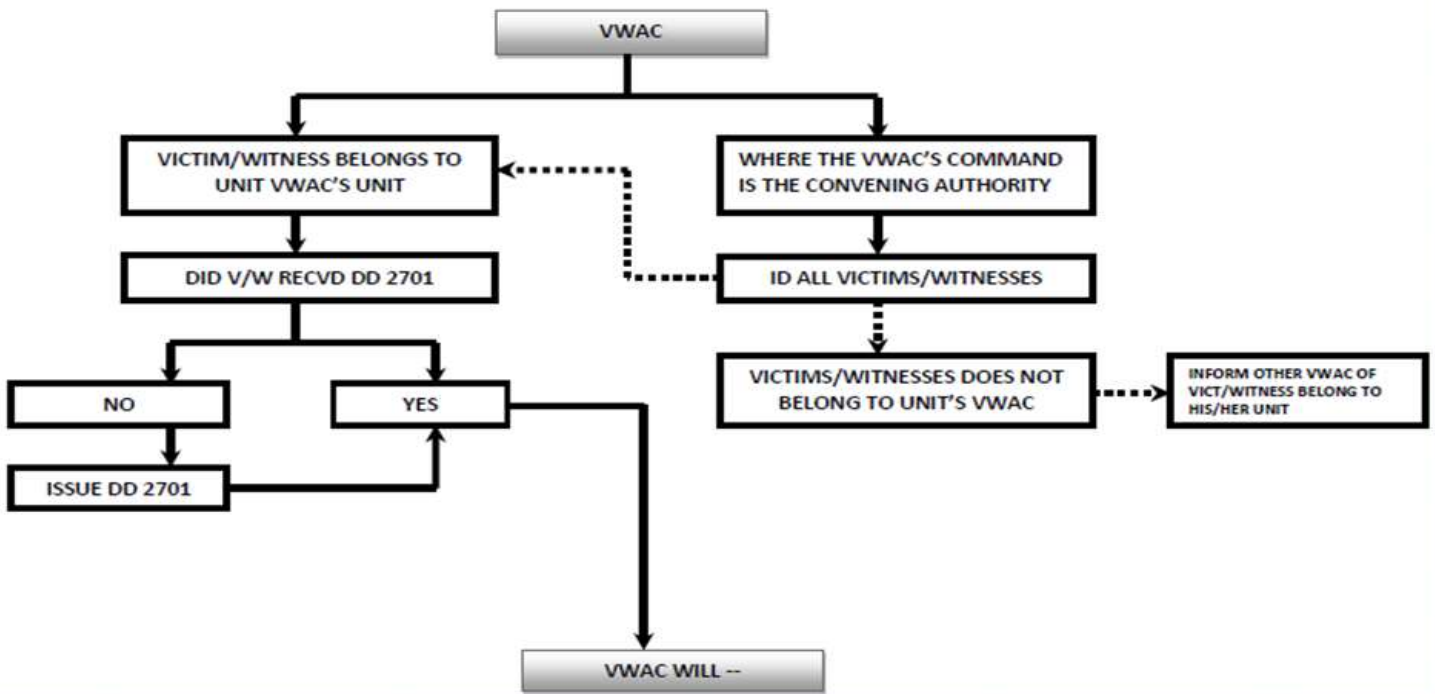 VWAC
VICTIM/WITNESS BELONGS TO
UNIT VWAC'S UNIT
WHERE THE VWAC'S COMMAND
IS THE CONVENING AUTHORITY
DID V/W RECVD DD 2701
ID ALL VICTIMS/WITNESSES
NO
YES
VICTIMS/WITNESSES DOES NOT
BELONG TO UNIT'S VWAC
INFORM OTHER VWAC OF
VICT/WITNESS BELONG TO
HIS/HER UNIT
ISSUE DD 2701
VWAC WILL --